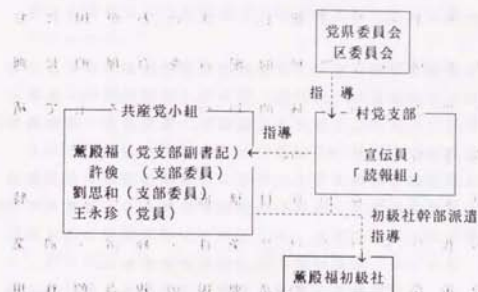 党県委員会
区委員会
指導
共産党小組
村党支部
指導
薫殿福(党支部副書記)
許俊(支部委員)
劉思和(支部委員)
王永珍(党員)
宣伝員
「読報組」
初級社幹部派遣
指導
薫殿福初級社